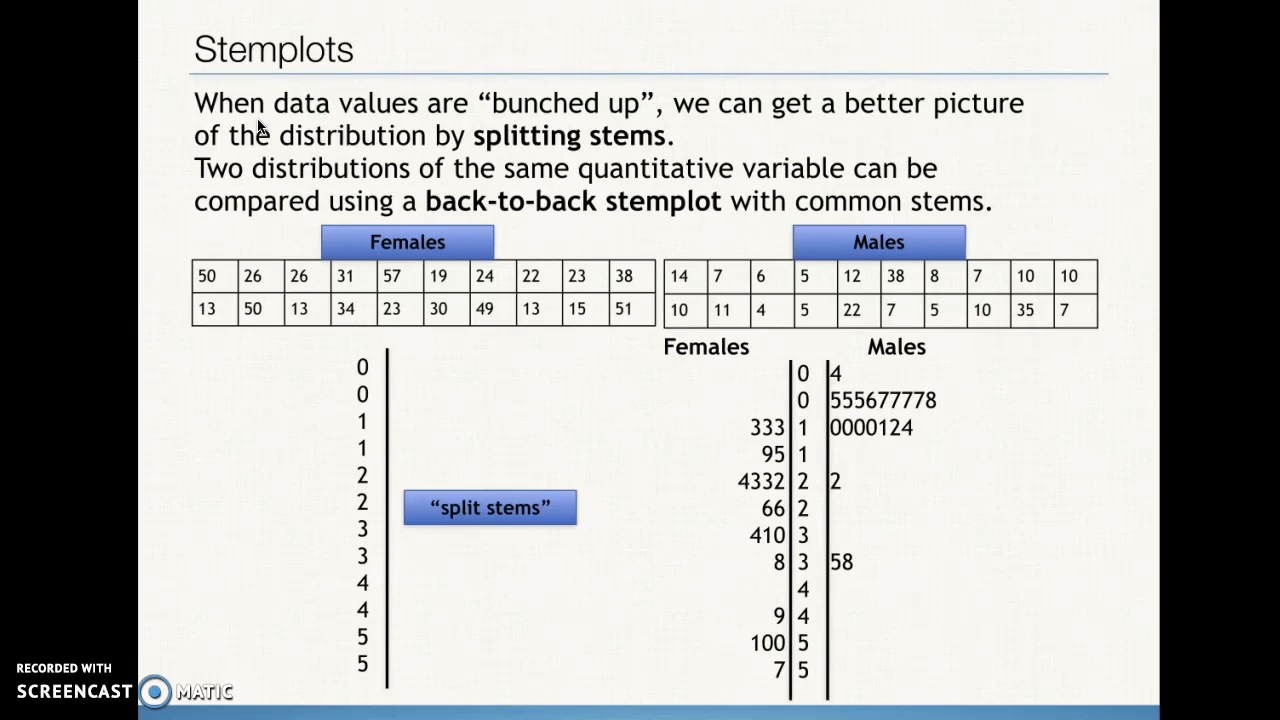 Stemplots
When data values are “bunched up”, we can get a better picture
of the distribution by splitting stems.
Two distributions of the same quantitative variable can be
compared using a back-to-back stemplot with common stems.
Females
50 26 26 31 57 19 24 22 23 38
13 50 13 34 23 30 49 13 15 51
Males
14 7 6 5 12 38 8 7 10 10
10 11 4 5 22 7 5 10 35 7
0
0
1
1
2
2
3
3
4
4
5
5
“split stems”
Females Males
0 4
0 555677778
333 1 0000124
95 1
4332 2 2
66 2
410 3
8 3 58
4
9 4
100 5
7 5
RECORDED WITH
SCREENCAST MATIC